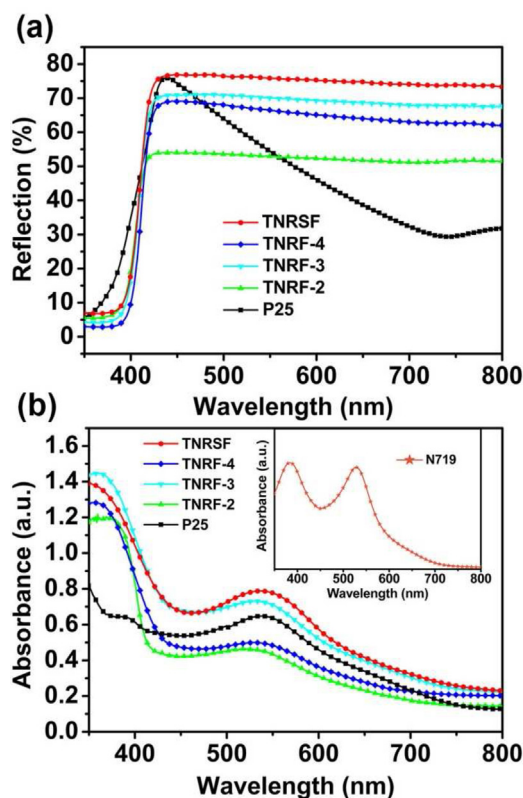 (a)
80
70
60
50
40
30
20
10
0
Reflection (%)
TNRSF
TNRF-4
TNRF-3
TNRF-2
P25
400 500 600 700 800
Wavelength (nm)
(b)
1.6
1.4
1.2
1.0
0.8
0.6
0.4
0.2
0.0
Absorbance (a.u.)
TNRSF
TNRF-4
TNRF-3
TNRF-2
P25
Absorbance (a.u.)
N719
400 500 600 700 800
Wavelength (nm)
400 500 600 700 800
Wavelength (nm)